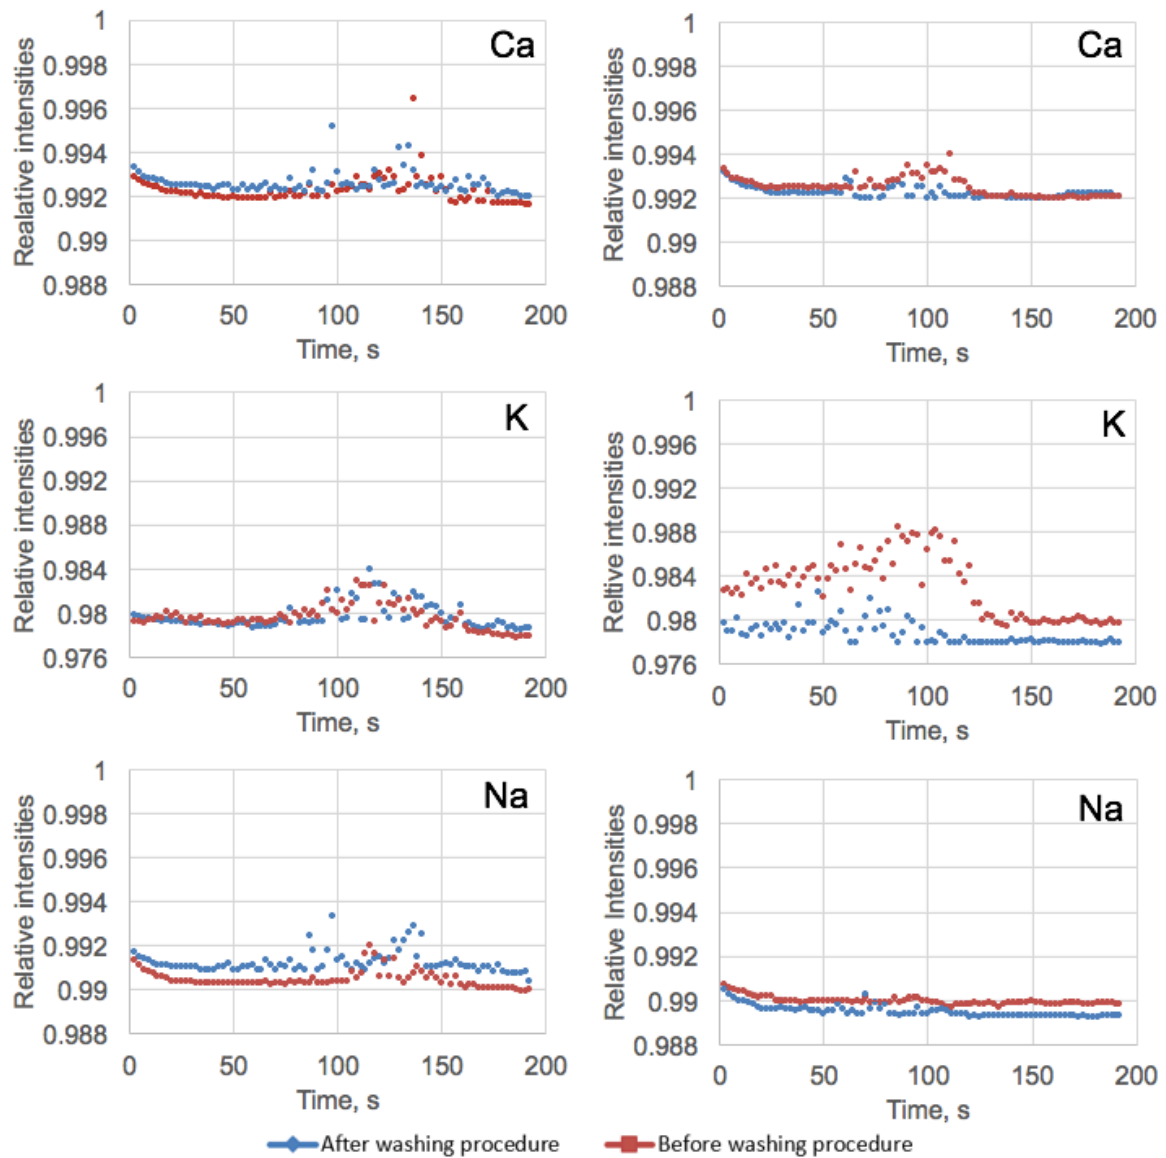 Ca
Realative intensities
1
0.998
0.996
0.994
0.992
0.99
0.988
0 50 100 150 200
Time, s
Ca
Relative intensities
1
0.998
0.996
0.994
0.992
0.99
0.988
0 50 100 150 200
Time, s
K
Relative intensities
1
0.996
0.992
0.988
0.984
0.98
0.976
0 50 100 150 200
Time, s
K
Reltive intensities
1
0.996
0.992
0.988
0.984
0.98
0.976
0 50 100 150 200
Time, s
Na
Relative intensities
1
0.998
0.996
0.994
0.992
0.99
0.988
0 50 100 150 200
Time, s
Na
Relative Intensities
1
0.998
0.996
0.994
0.992
0.99
0.988
0 50 100 150 200
Time, s
After washing procedure
Before washing procedure